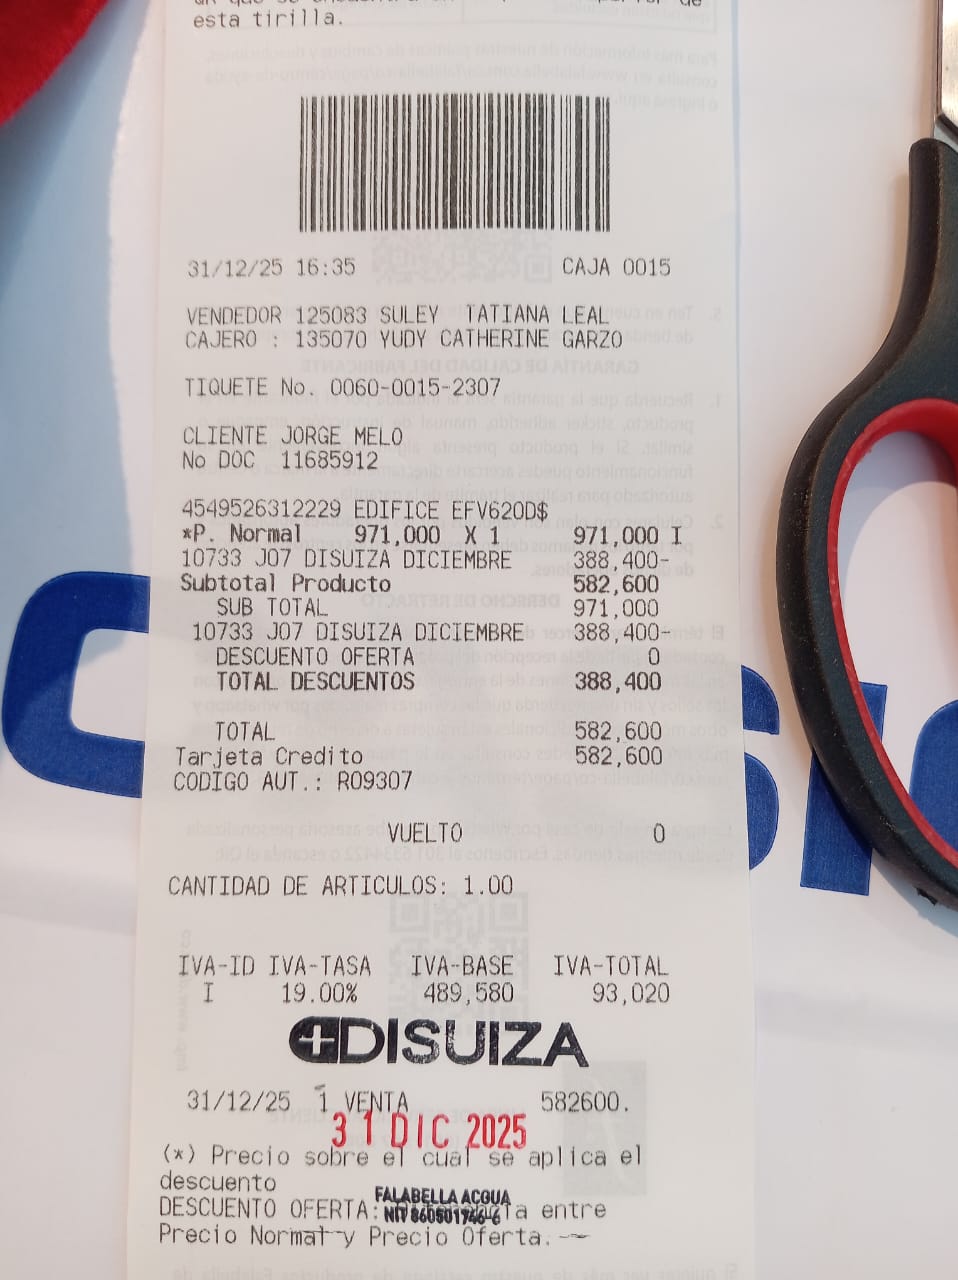 esta tirilla.
31/12/25 16:35 CAJA 0015
VENDEDOR 125083 SULEY TATIANA LEAL
CAJERO : 135070 YUDY CATHERINE GARZO
TIQUETE No. 0060-0015-2307
CLIENTE JORGE MELO
No DOC 11685912
4549526312229 EDIFICE EFV620D$
*P. Normal 971,000 X 1 971,000 I
10733 J07 DISUIZA DICIEMBRE 388,400-
Subtotal Producto 582,600
SUB TOTAL 971,000
10733 J07 DISUIZA DICIEMBRE 388,400-
DESCUENTO OFERTA 0
TOTAL DESCUENTOS 388,400
TOTAL 582,600
Tarjeta Credito 582,600
CODIGO AUT.: R09307
VUELTO 0
CANTIDAD DE ARTICULOS: 1.00
IVA-ID IVA-TASA IVA-BASE IVA-TOTAL
I 19.00% 489,580 93,020
DISUIZA
31/12/25 1 VENTA 582600.
31 DIC 2025
(*) Precio sobre el cual se aplica el
descuento
FALABELLA ACQUA
DESCUENTO OFERTA: entre
NIT 860501746-6
Precio Normal y Precio Oferta.